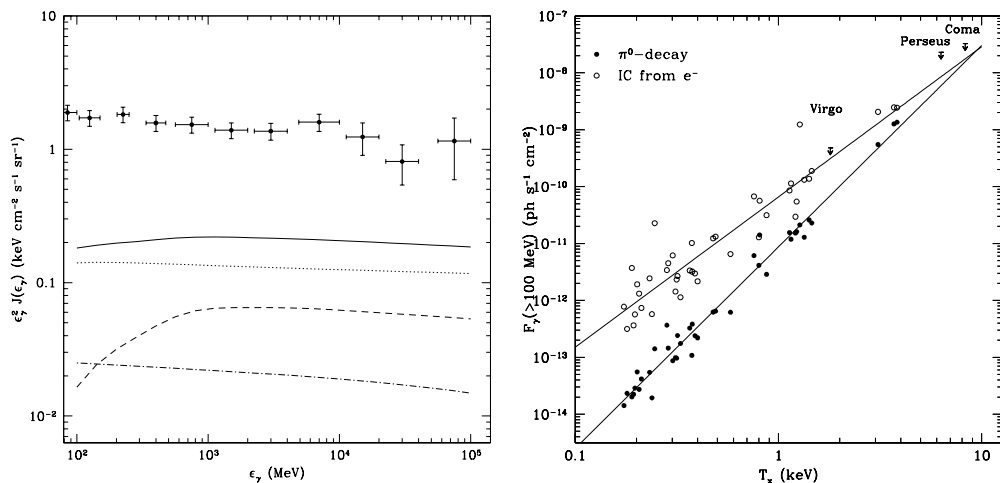 10
1
0.1
10⁻²
10²
10³
10⁴
10⁵
ε²ᵧ J(εᵧ) (keV cm⁻² s⁻¹ sr⁻¹)
εᵧ (MeV)
10⁻⁷
10⁻⁸
10⁻⁹
10⁻¹⁰
10⁻¹¹
10⁻¹²
10⁻¹³
10⁻¹⁴
Fᵧ(>100 MeV) (ph s⁻¹ cm⁻²)
π⁰-decay
IC from e⁻
Coma
Perseus
Virgo
0.1
1
10
Tₓ (keV)